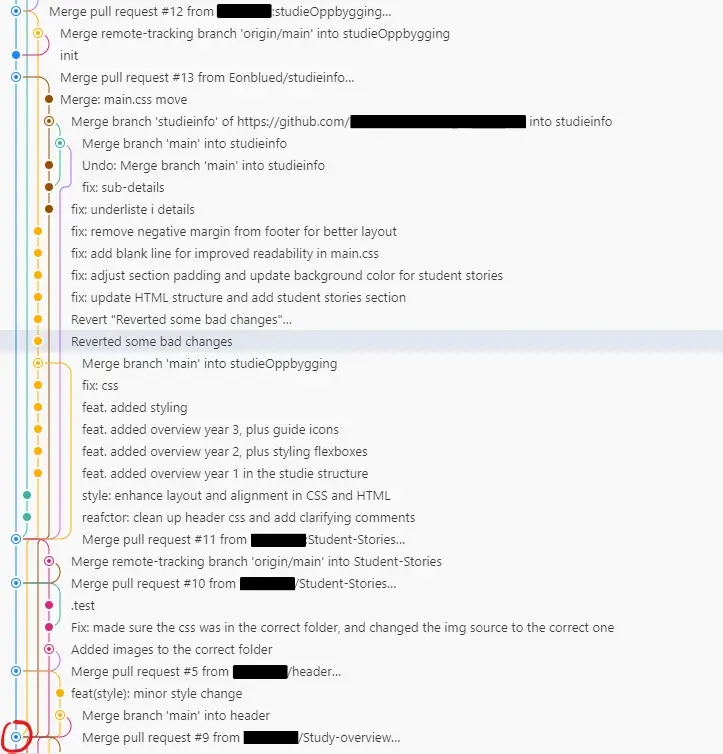 Merge pull request #12 from :studieOppbygging...
Merge remote-tracking branch 'origin/main' into studieOppbygging
init
Merge pull request #13 from Eonblued/studieinfo...
Merge: main.css move
Merge branch 'studieinfo' of https://github.com/ into studieinfo
Merge branch 'main' into studieinfo
Undo: Merge branch 'main' into studieinfo
fix: sub-details
fix: underliste i details
fix: remove negative margin from footer for better layout
fix: add blank line for improved readability in main.css
fix: adjust section padding and update background color for student stories
fix: update HTML structure and add student stories section
Revert "Reverted some bad changes"...
Reverted some bad changes
Merge branch 'main' into studieOppbygging
fix: css
feat. added styling
feat. added overview year 3, plus guide icons
feat. added overview year 2, plus styling flexboxes
feat. added overview year 1 in the studie structure
style: enhance layout and alignment in CSS and HTML
reafctor: clean up header css and add clarifying comments
Merge pull request #11 from :Student-Stories...
Merge remote-tracking branch 'origin/main' into Student-Stories
Merge pull request #10 from /Student-Stories...
.test
Fix: made sure the css was in the correct folder, and changed the img source to the correct one
Added images to the correct folder
Merge pull request #5 from /header...
feat(style): minor style change
Merge branch 'main' into header
Merge pull request #9 from /Study-overview...